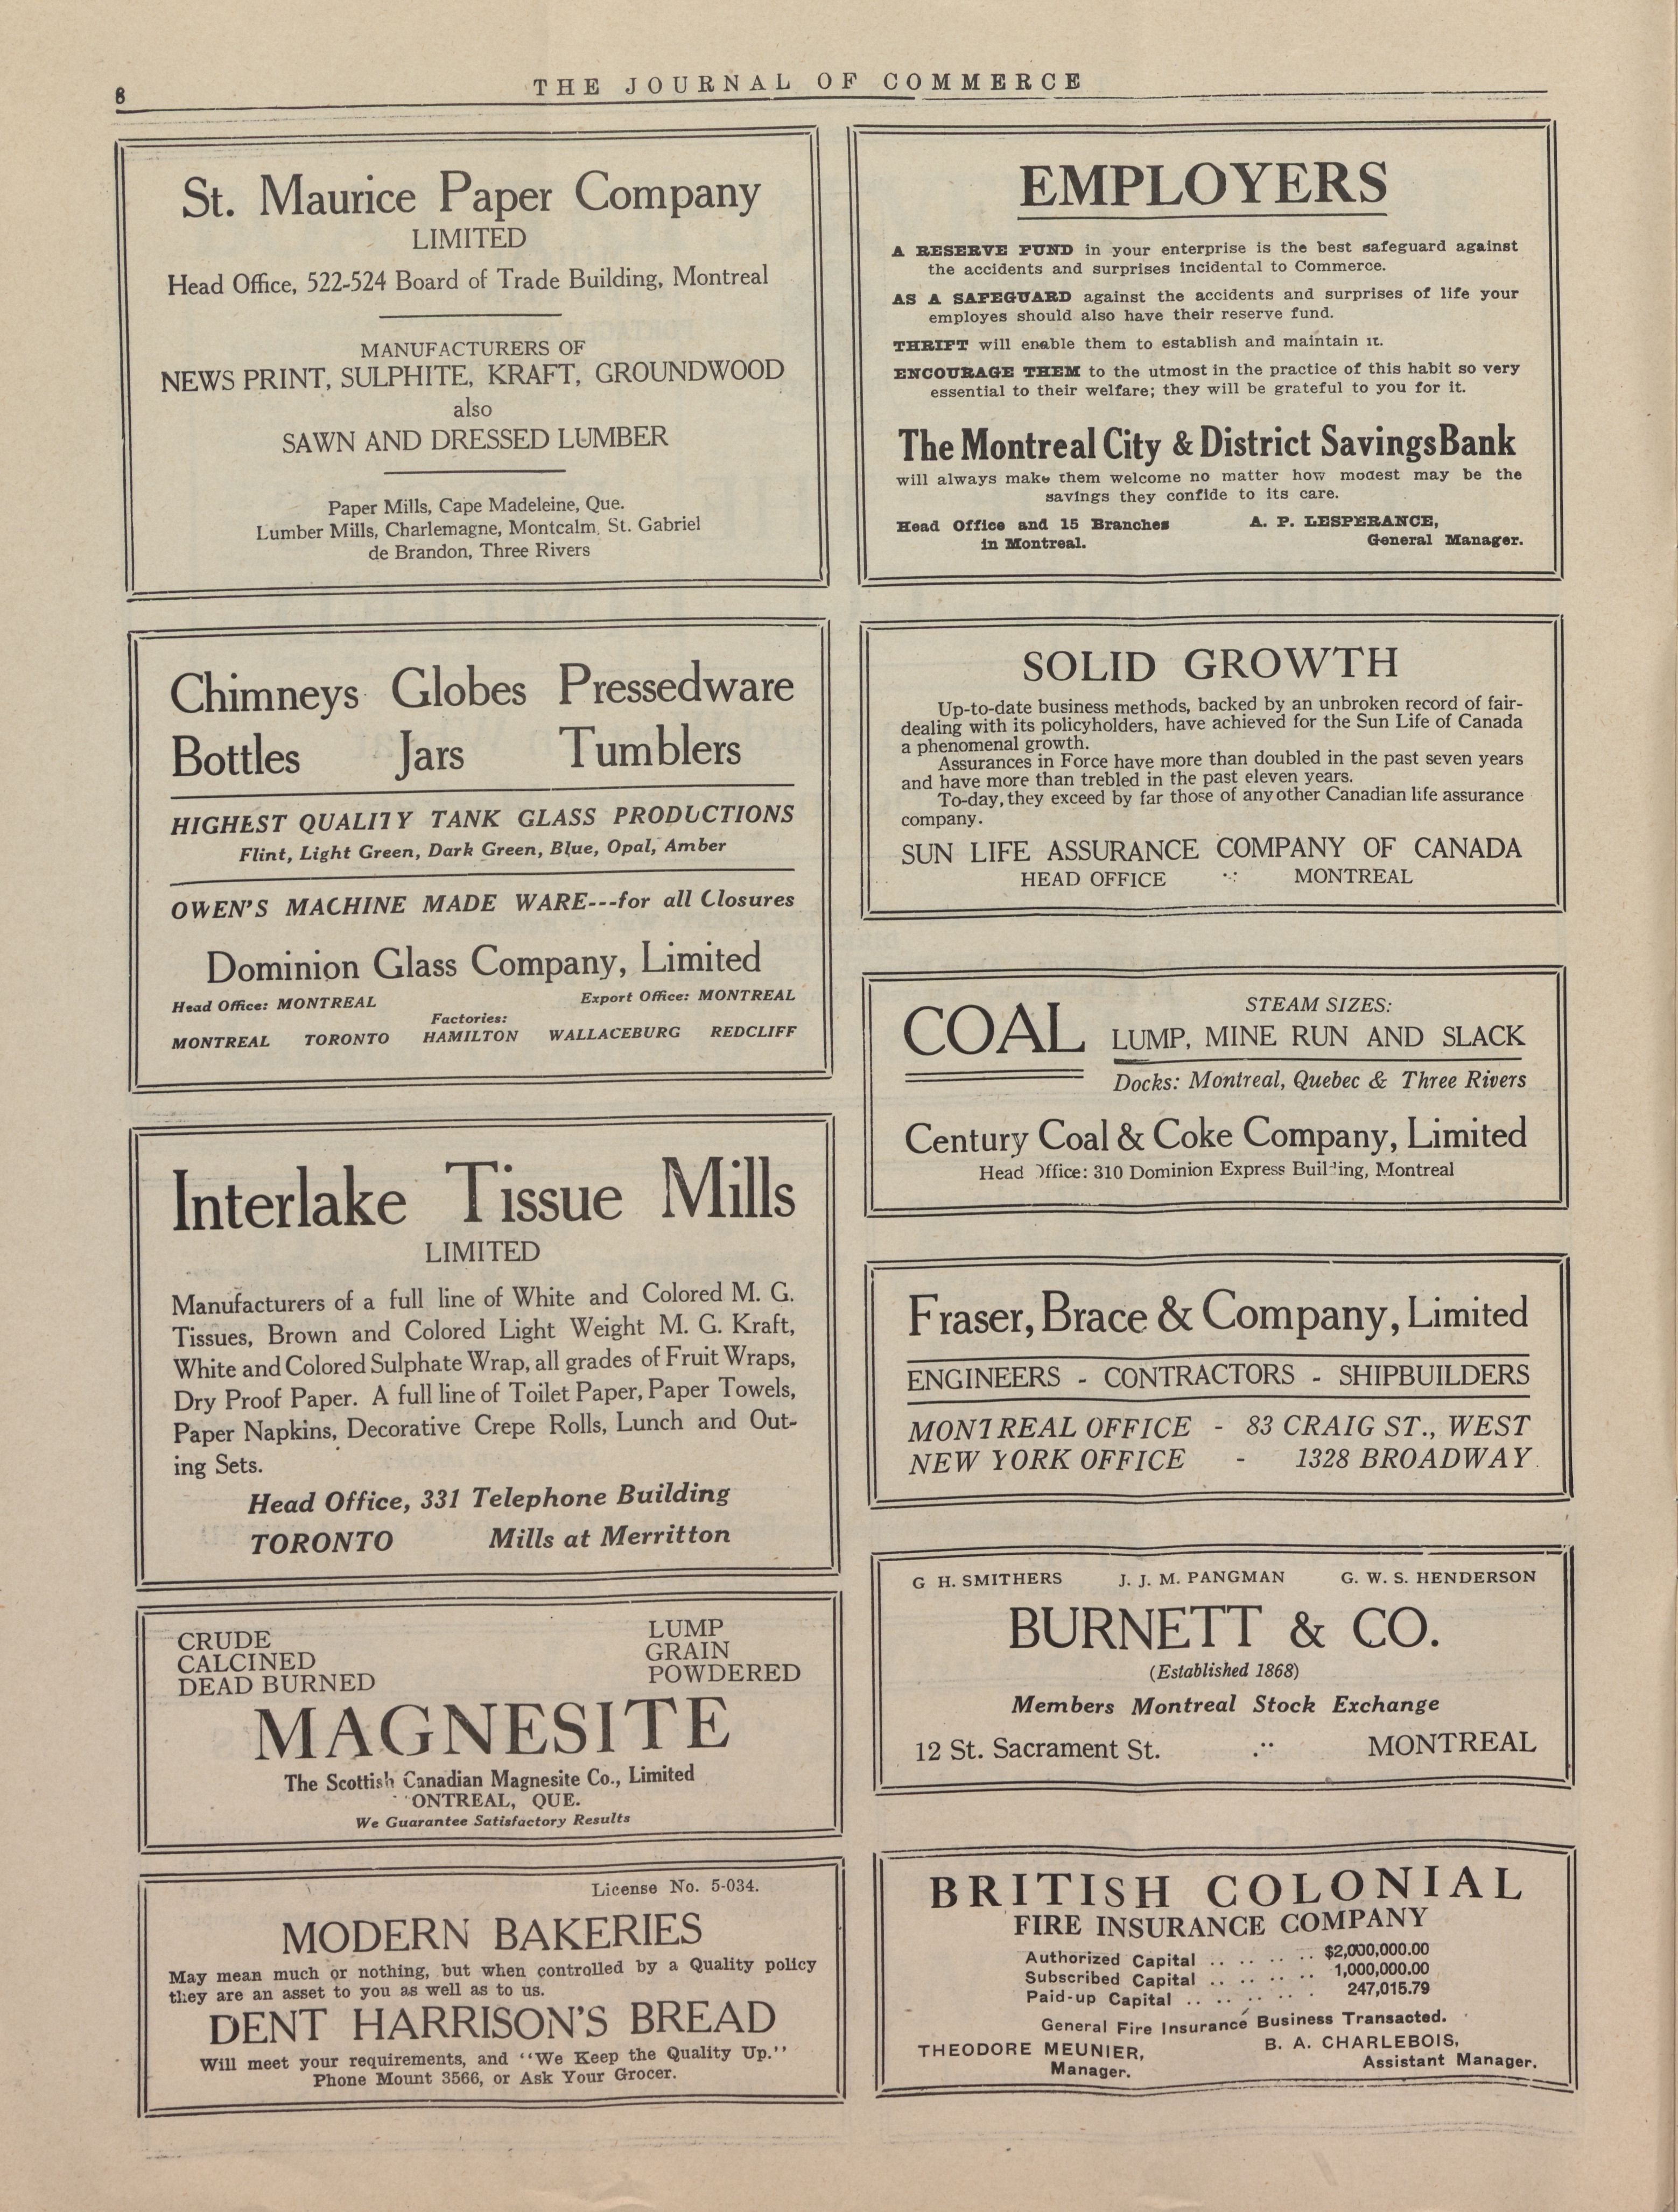 8
THE JOURNAL OF COMMERCE
St. Maurice Paper Company
LIMITED
Head Office, 522-524 Board of Trade Building, Montreal
MANUFACTURERS OF
NEWS PRINT, SULPHITE, KRAFT, GROUNDWOOD
also
SAWN AND DRESSED LUMBER
Paper Mills, Cape Madeleine, Que.
Lumber Mills, Charlemagne, Montcalm, St. Gabriel
de Brandon, Three Rivers
Chimneys Globes Pressedware
Bottles Jars Tumblers
HIGHEST QUALITY TANK GLASS PRODUCTIONS
Flint, Light Green, Dark Green, Blue, Opal, Amber
OWEN'S MACHINE MADE WARE---for all Closures
Dominion Glass Company, Limited
Head Office: MONTREAL Export Office: MONTREAL
Factories:
MONTREAL TORONTO HAMILTON WALLACEBURG REDCLIFF
Interlake Tissue Mills
LIMITED
Manufacturers of a full line of White and Colored M. G.
Tissues, Brown and Colored Light Weight M. G. Kraft,
White and Colored Sulphate Wrap, all grades of Fruit Wraps,
Dry Proof Paper. A full line of Toilet Paper, Paper Towels,
Paper Napkins, Decorative Crepe Rolls, Lunch and Out-
ing Sets.
Head Office, 331 Telephone Building
TORONTO Mills at Merritton
CRUDE LUMP
CALCINED GRAIN
DEAD BURNED POWDERED
MAGNESITE
The Scottish Canadian Magnesite Co., Limited
ONTREAL, QUE.
We Guarantee Satisfactory Results
License No. 5-034.
MODERN BAKERIES
May mean much or nothing, but when controlled by a Quality policy
they are an asset to you as well as to us.
DENT HARRISON'S BREAD
Will meet your requirements, and "We Keep the Quality Up."
Phone Mount 3566, or Ask Your Grocer.
EMPLOYERS
A RESERVE FUND in your enterprise is the best safeguard against
the accidents and surprises incidental to Commerce.
AS A SAFEGUARD against the accidents and surprises of life your
employes should also have their reserve fund.
THRIFT will enable them to establish and maintain it.
ENCOURAGE THEM to the utmost in the practice of this habit so very
essential to their welfare; they will be grateful to you for it.
The Montreal City & District Savings Bank
will always make them welcome no matter how modest may be the
savings they confide to its care.
Head Office and 15 Branches A. P. LESPERANCE,
in Montreal. General Manager.
SOLID GROWTH
Up-to-date business methods, backed by an unbroken record of fair-
dealing with its policyholders, have achieved for the Sun Life of Canada
a phenomenal growth.
Assurances in Force have more than doubled in the past seven years
and have more than trebled in the past eleven years.
To-day, they exceed by far those of any other Canadian life assurance
company.
SUN LIFE ASSURANCE COMPANY OF CANADA
HEAD OFFICE MONTREAL
COAL
STEAM SIZES:
LUMP, MINE RUN AND SLACK
Docks: Montreal, Quebec & Three Rivers
Century Coal & Coke Company, Limited
Head Office: 310 Dominion Express Building, Montreal
Fraser, Brace & Company, Limited
ENGINEERS - CONTRACTORS - SHIPBUILDERS
MONTREAL OFFICE - 83 CRAIG ST., WEST
NEW YORK OFFICE - 1328 BROADWAY
G H. SMITHERS J. J. M. PANGMAN G. W. S. HENDERSON
BURNETT & CO.
(Established 1868)
Members Montreal Stock Exchange
12 St. Sacrament St. MONTREAL
BRITISH COLONIAL
FIRE INSURANCE COMPANY
Authorized Capital .. .. .. .. $2,000,000.00
Subscribed Capital .. .. .. .. 1,000,000.00
Paid-up Capital .. .. .. .. . 247,015.79
General Fire Insurance Business Transacted.
THEODORE MEUNIER, B. A. CHARLEBOIS,
Manager. Assistant Manager.